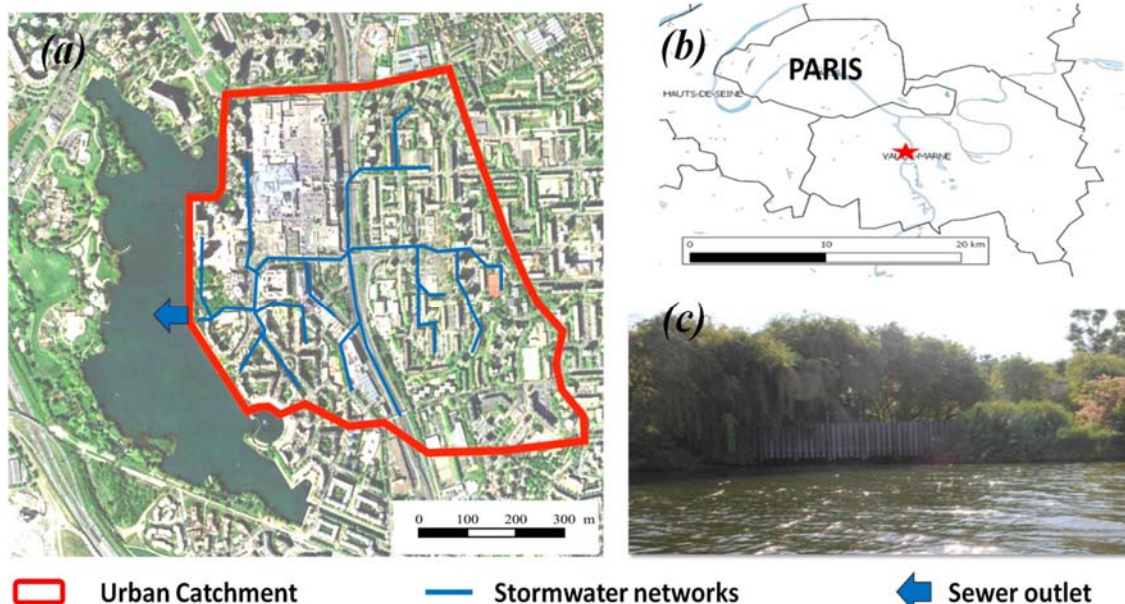 (a)
0 100 200 300 m
(b)
PARIS
HAUTS-DE-SEINE
0 10 20 km
(c)
Urban Catchment
Stormwater networks
Sewer outlet